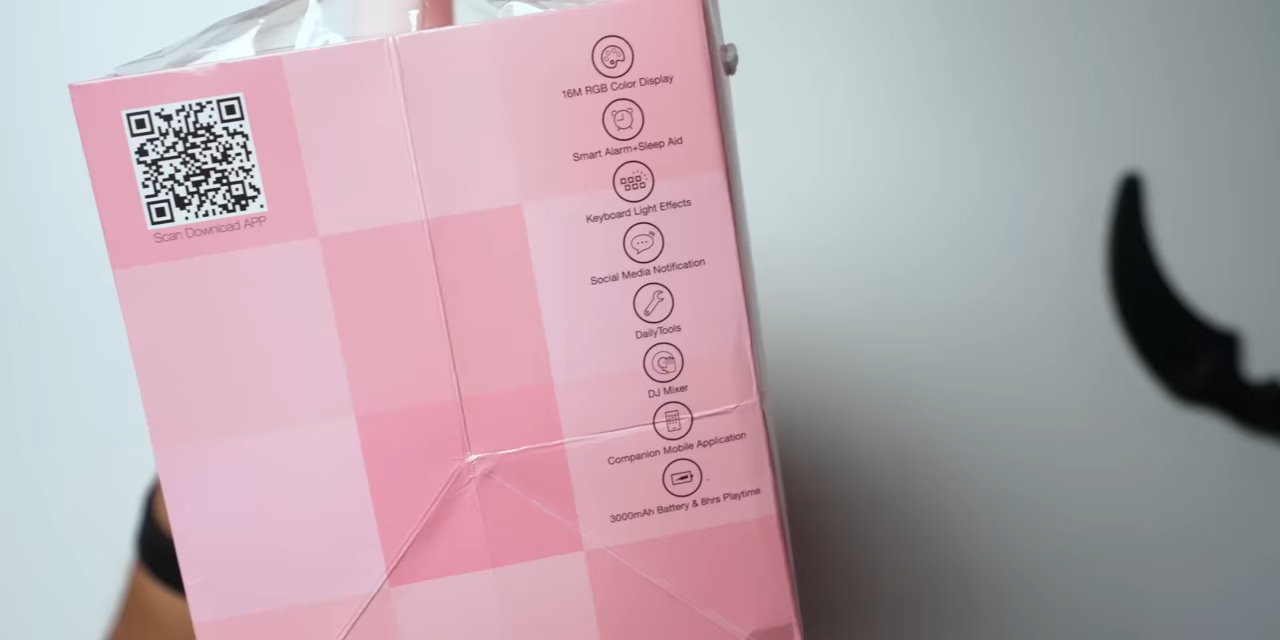 Scan Download APP
16M RGB Color Display
Smart Alarm+Sleep Aid
Keyboard Light Effects
Social Media Notification
DailyTools
DJ Mixer
Companion Mobile Application
3000mAh Battery & 8hrs Playtime